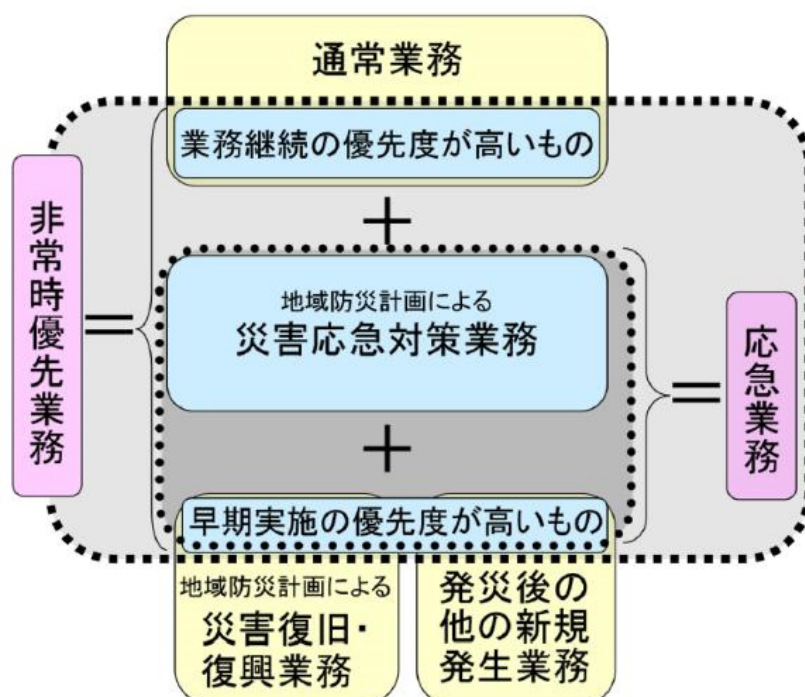 通常業務
業務継続の優先度が高いもの
＋
非常時優先業務
＝
地域防災計画による
災害応急対策業務
＝
応急業務
＋
早期実施の優先度が高いもの
地域防災計画による
災害復旧・
復興業務
発災後の
他の新規
発生業務